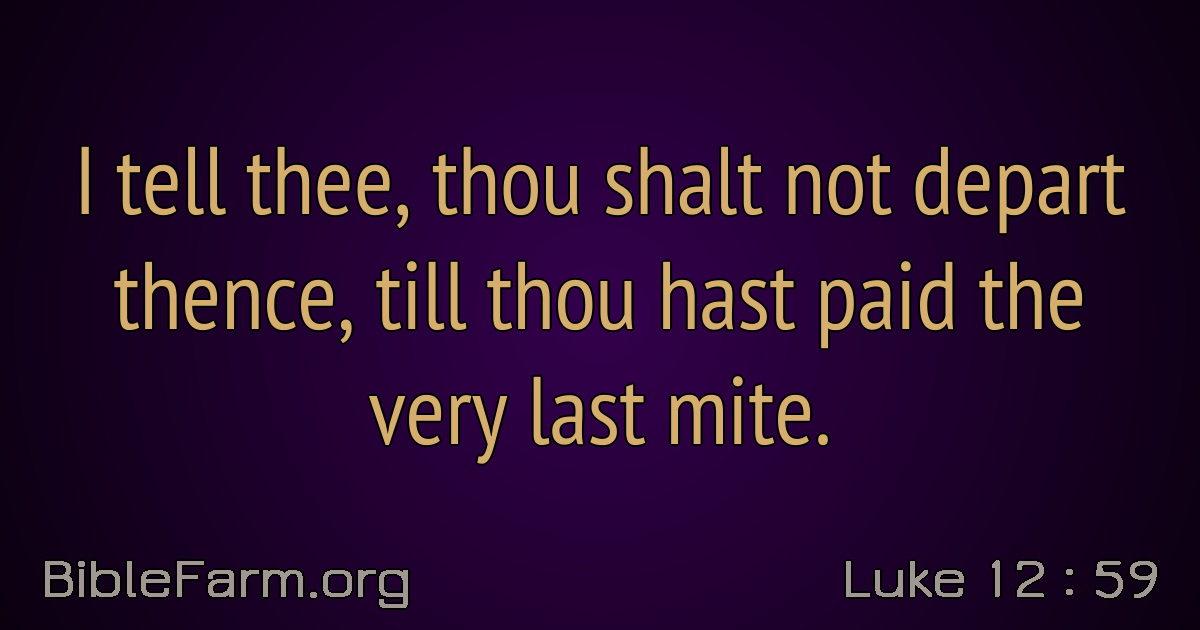 I tell thee, thou shalt not depart
thence, till thou hast paid the
very last mite.
BibleFarm.org
Luke 12 : 59